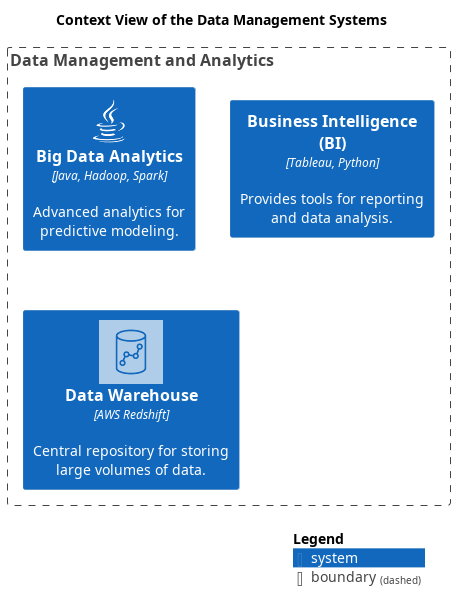 Context View of the Data Management Systems
Data Management and Analytics
Big Data Analytics
[Java, Hadoop, Spark]
Advanced analytics for
predictive modeling.
Business Intelligence
(BI)
[Tableau, Python]
Provides tools for reporting
and data analysis.
Data Warehouse
[AWS Redshift]
Central repository for storing
large volumes of data.
Legend
system
boundary (dashed)